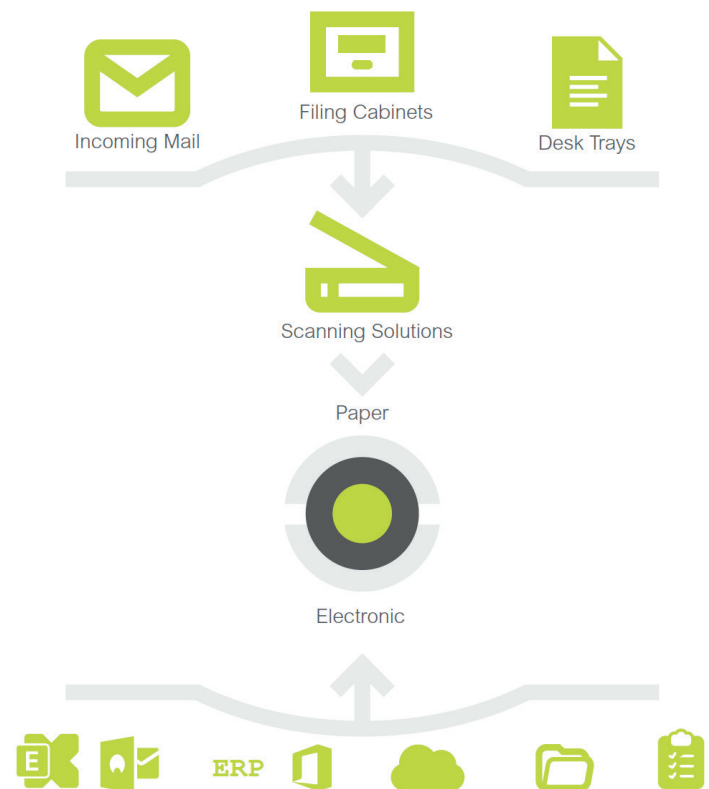 Filing Cabinets
Incoming Mail
Desk Trays
Scanning Solutions
Paper
Electronic
E
ERP